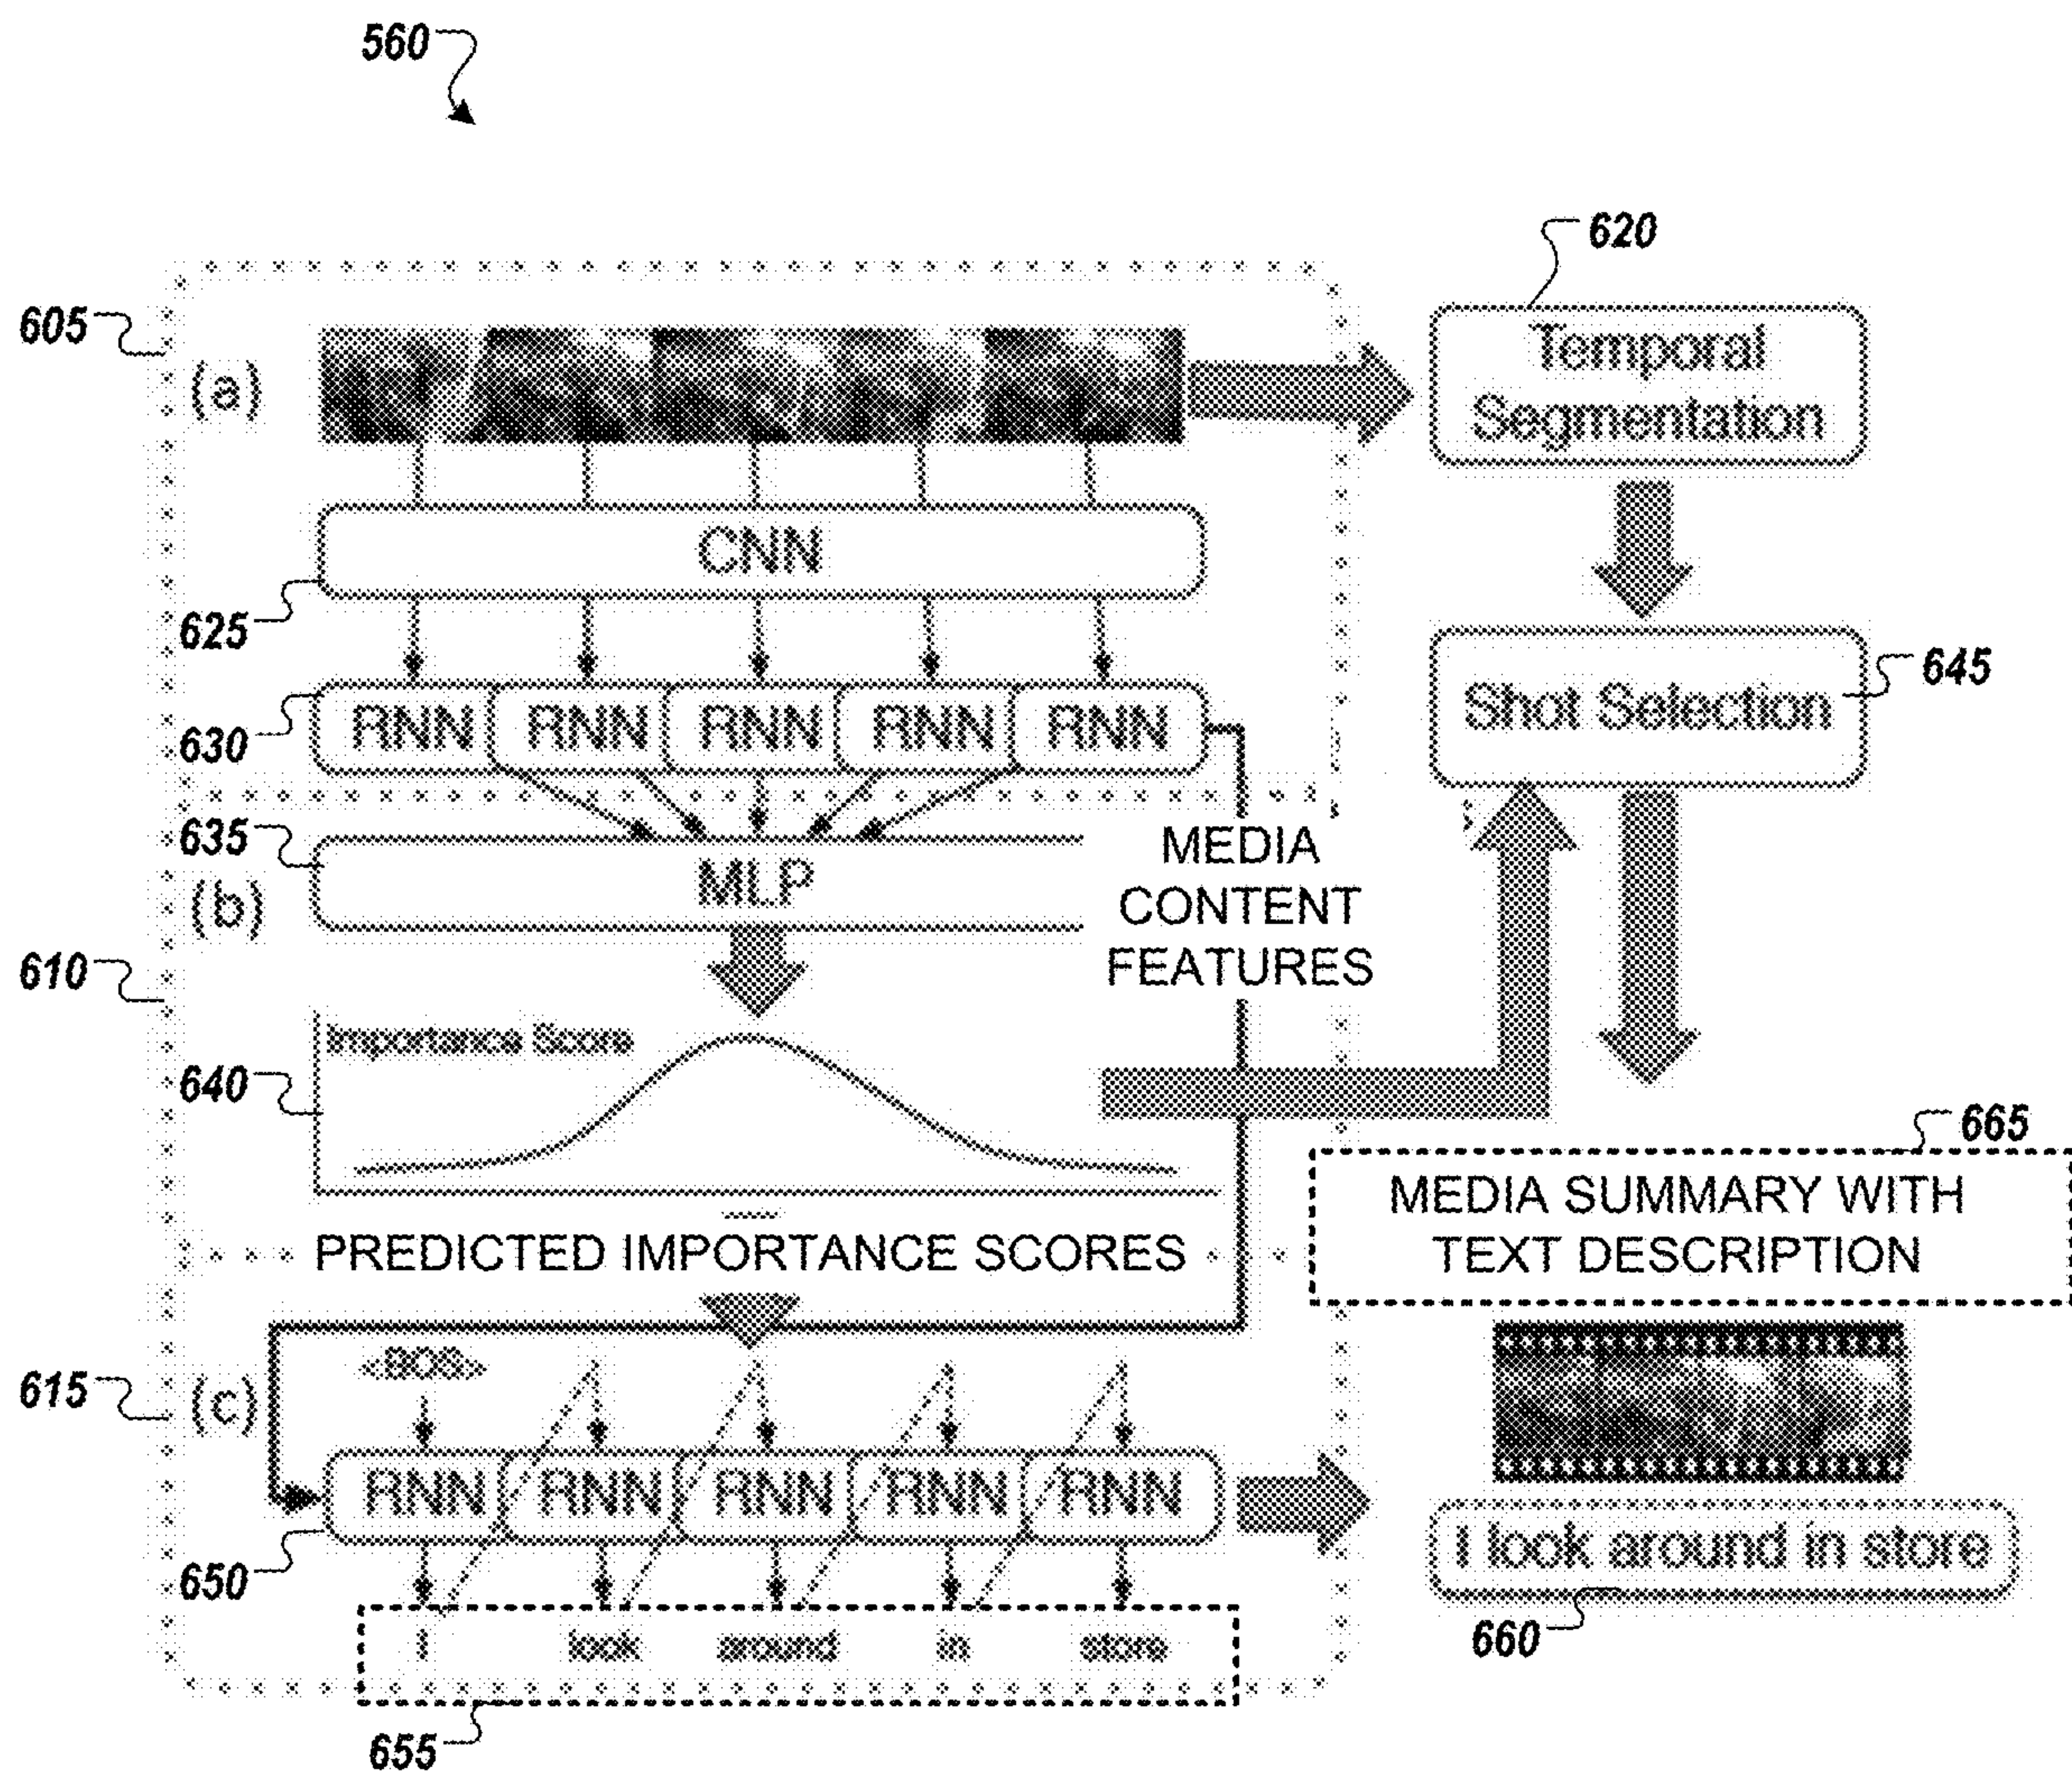 560
620
605
(a)
Temporal
Segmentation
CNN
625
645
Shot Selection
630
RNN RNN RNN RNN RNN
635
MLP
(b)
MEDIA
CONTENT
FEATURES
610
Importance Score
640
665
MEDIA SUMMARY WITH
TEXT DESCRIPTION
PREDICTED IMPORTANCE SCORES
615
(c)
<BOS>
RNN RNN RNN RNN RNN
650
I look around in store
660
I look around in store
655